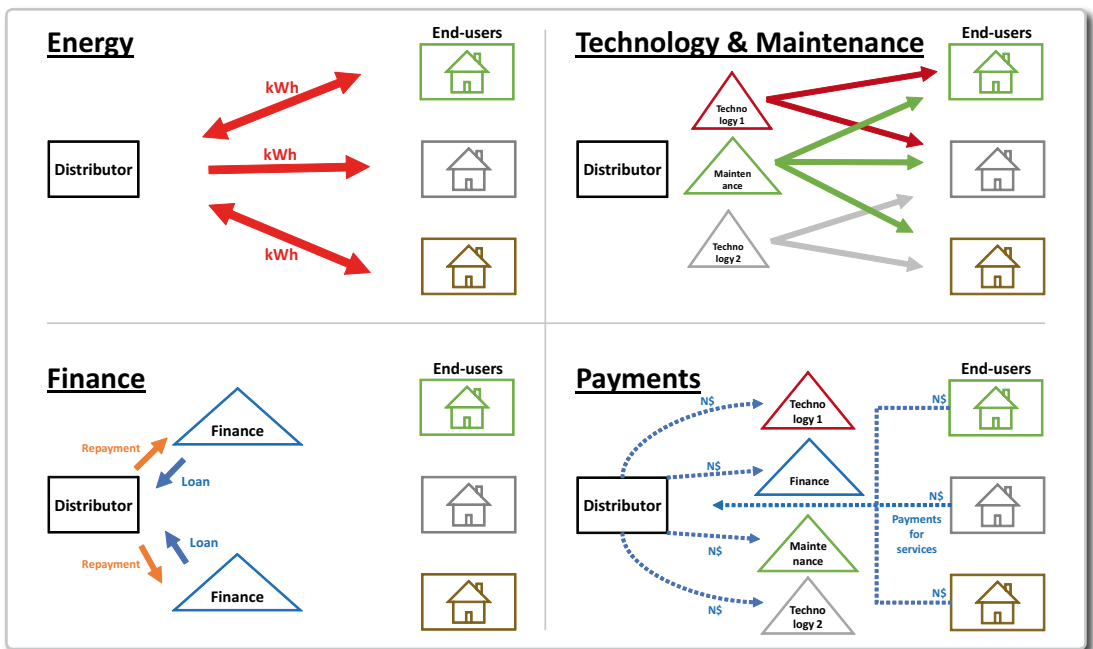 Energy
End-users
kWh
kWh
kWh
Distributor
Technology & Maintenance
End-users
Techno
logy 1
Distributor
Mainten
ance
Techno
logy 2
Finance
End-users
Finance
Repayment
Loan
Distributor
Loan
Repayment
Finance
Payments
End-users
N$
Techno
logy 1
N$
N$
Finance
Distributor
N$
Payments
for
services
N$
Mainte
nance
N$
N$
Techno
logy 2